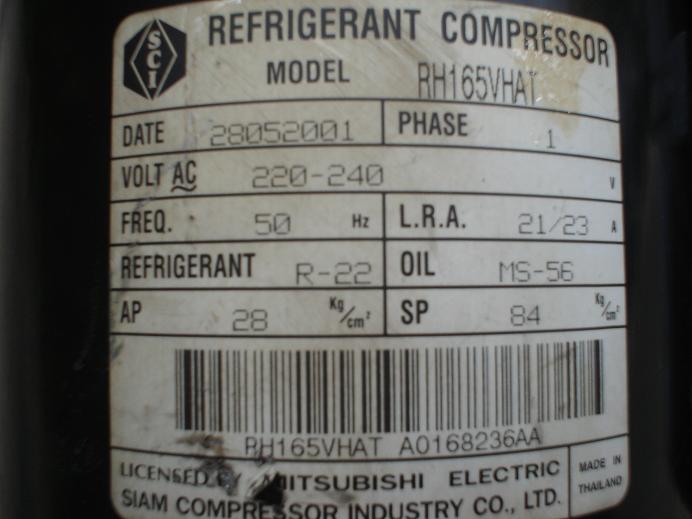 SCI
REFRIGERANT COMPRESSOR
MODEL RH165VHAT
DATE 28052001 PHASE 1
VOLT AC 220-240 V
FREQ. 50 Hz L.R.A. 21/23 A
REFRIGERANT R-22 OIL MS-56
AP 28 Kg/cm² SP 84 Kg/cm²
RH165VHAT A0168236AA
LICENSED BY MITSUBISHI ELECTRIC
SIAM COMPRESSOR INDUSTRY CO., LTD.
MADE IN
THAILAND